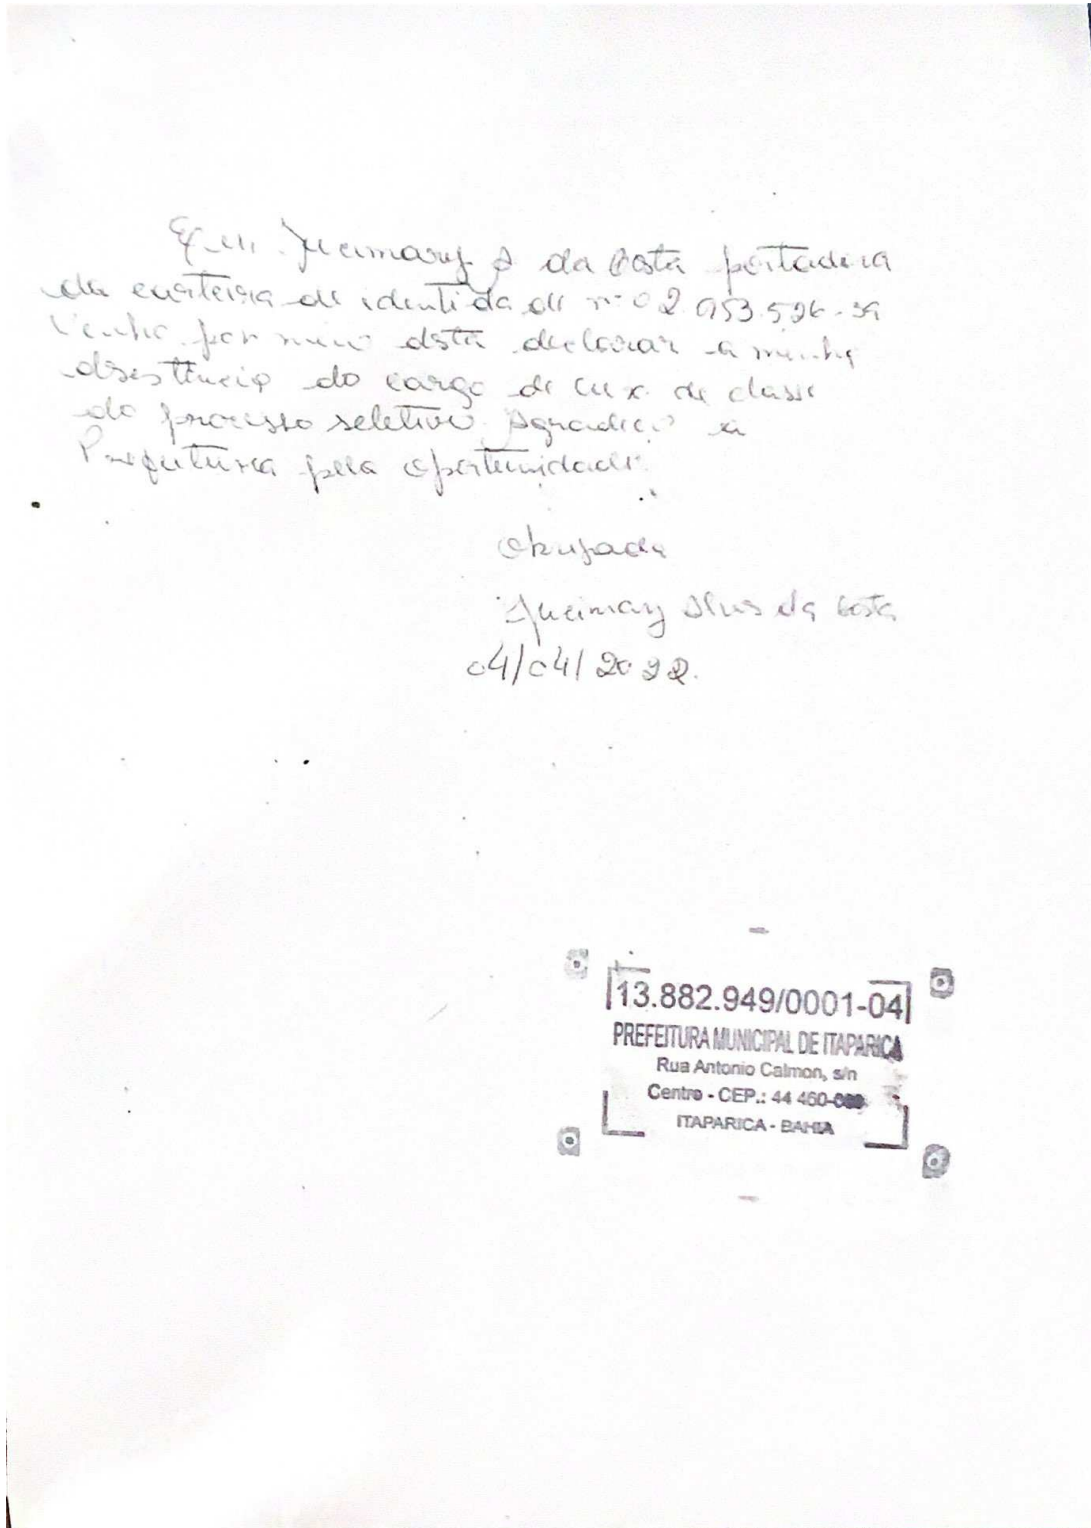 Eu Jucimary A da Costa portadora
da carteira de identidade nº 02.953.526-39
Venho por meio desta declarar a minha
desistência do cargo de aux. de classe
do processo seletivo. Agradeço a
Prefeitura pela oportunidade.
Obrigada
Jucimary Alves da Costa
04/04/2022.
13.882.949/0001-04
PREFEITURA MUNICIPAL DE ITAPARICA
Rua Antonio Calmon, s/n
Centro - CEP.: 44 460-000
ITAPARICA - BAHIA